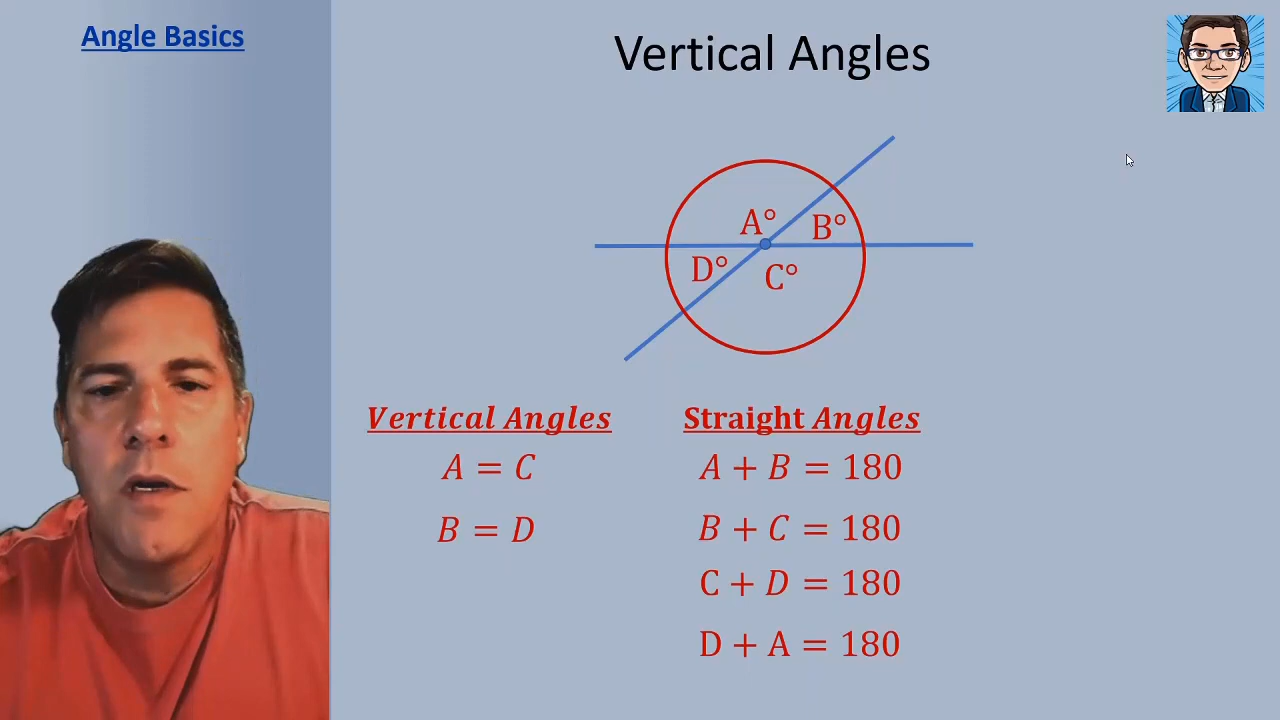 Angle Basics
Vertical Angles
A°
B°
D°
C°
Vertical Angles
A = C
B = D
Straight Angles
A + B = 180
B + C = 180
C + D = 180
D + A = 180